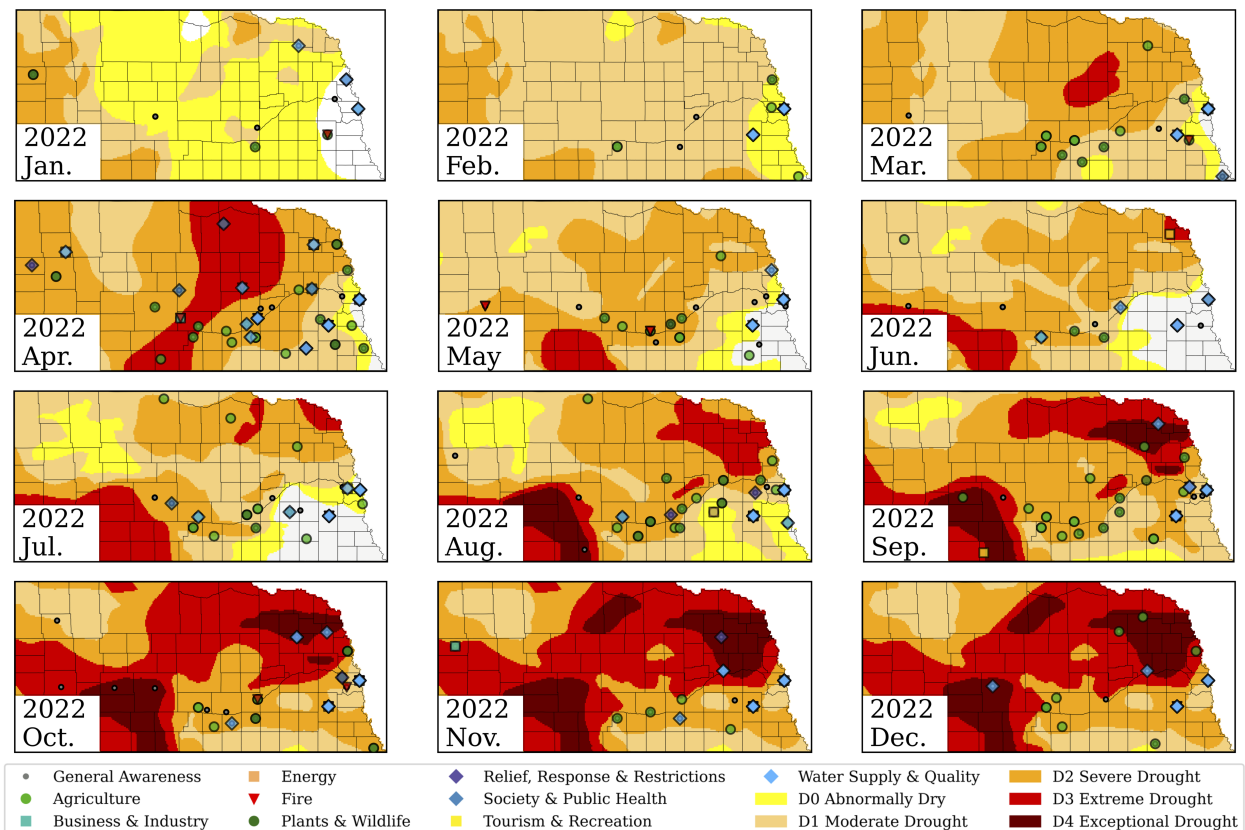 2022
Jan.
2022
Feb.
2022
Mar.
2022
Apr.
2022
May
2022
Jun.
2022
Jul.
2022
Aug.
2022
Sep.
2022
Oct.
2022
Nov.
2022
Dec.
General Awareness
Energy
Relief, Response & Restrictions
Water Supply & Quality
D2 Severe Drought
Agriculture
Fire
Society & Public Health
D0 Abnormally Dry
D3 Extreme Drought
Business & Industry
Plants & Wildlife
Tourism & Recreation
D1 Moderate Drought
D4 Exceptional Drought